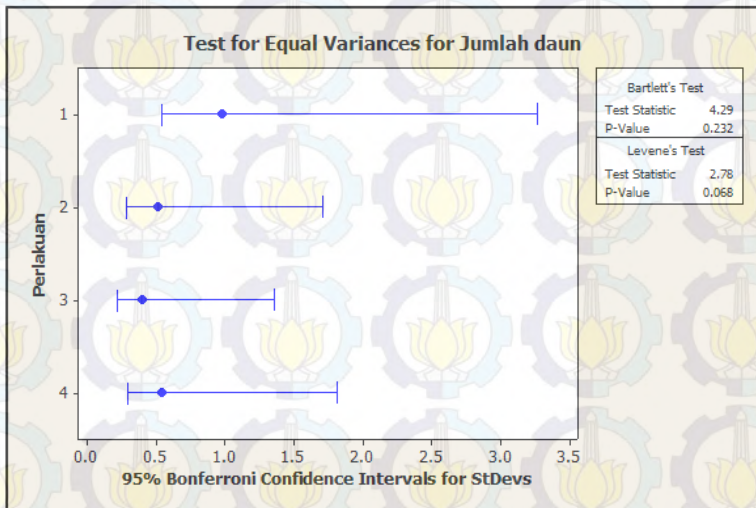 Test for Equal Variances for Jumlah daun
Perlakuan
1
2
3
4
0.0 0.5 1.0 1.5 2.0 2.5 3.0 3.5
95% Bonferroni Confidence Intervals for StDevs
Bartlett's Test
Test Statistic 4.29
P-Value 0.232
Levene's Test
Test Statistic 2.78
P-Value 0.068